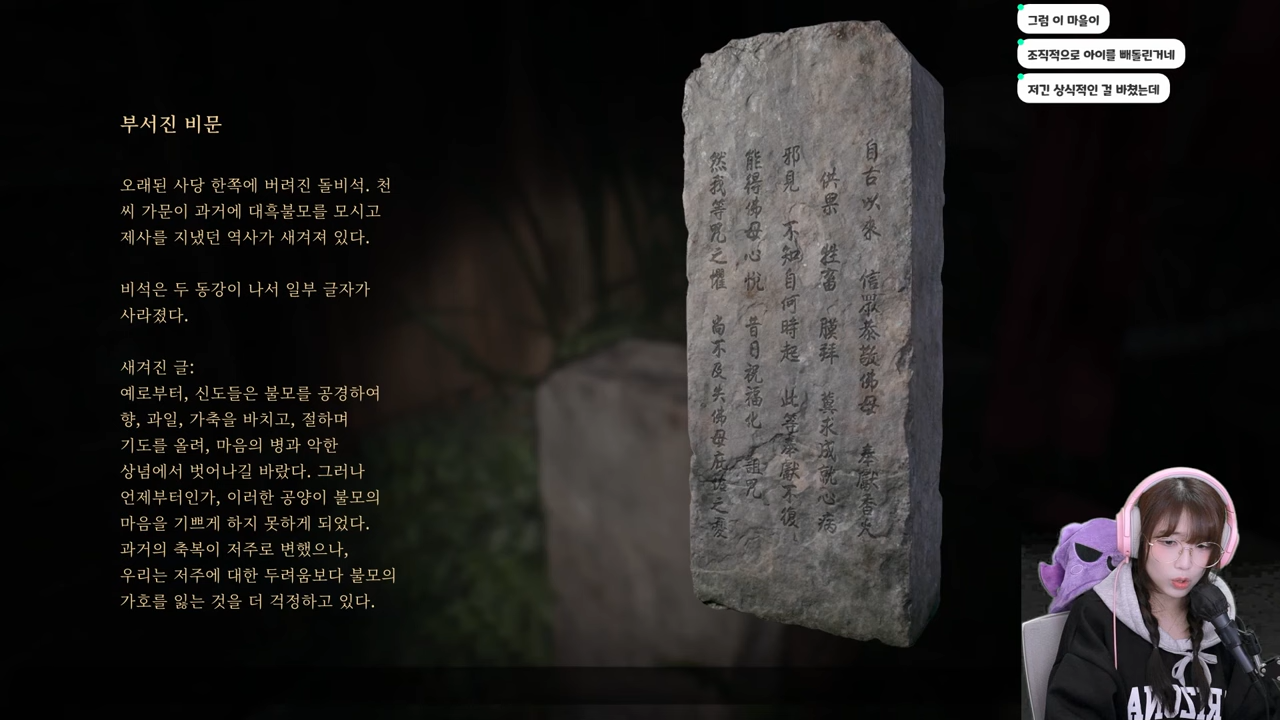 부서진 비문
오래된 사당 한쪽에 버려진 돌비석. 천
씨 가문이 과거에 대흑불모를 모시고
제사를 지냈던 역사가 새겨져 있다.
비석은 두 동강이 나서 일부 글자가
사라졌다.
새겨진 글:
예로부터, 신도들은 불모를 공경하여
향, 과일, 가축을 바치고, 절하며
기도를 올려, 마음의 병과 악한
상념에서 벗어나길 바랐다. 그러나
언제부터인가, 이러한 공양이 불모의
마음을 기쁘게 하지 못하게 되었다.
과거의 축복이 저주로 변했으나,
우리는 저주에 대한 두려움보다 불모의
가호를 잃는 것을 더 걱정하고 있다.
自古以來 信眾恭敬佛母 奉獻香火
供果 牲畜 膜拜 冀求成就心病
邪見 不知自何時起 此等奉獻不復
能得佛母心悅 昔日祝福化 詛咒
然我等咒之懼 尚不及失佛母庇 之憂
그럼 이 마을이
조직적으로 아이를 빼돌린거네
저긴 상식적인 걸 바쳤는데